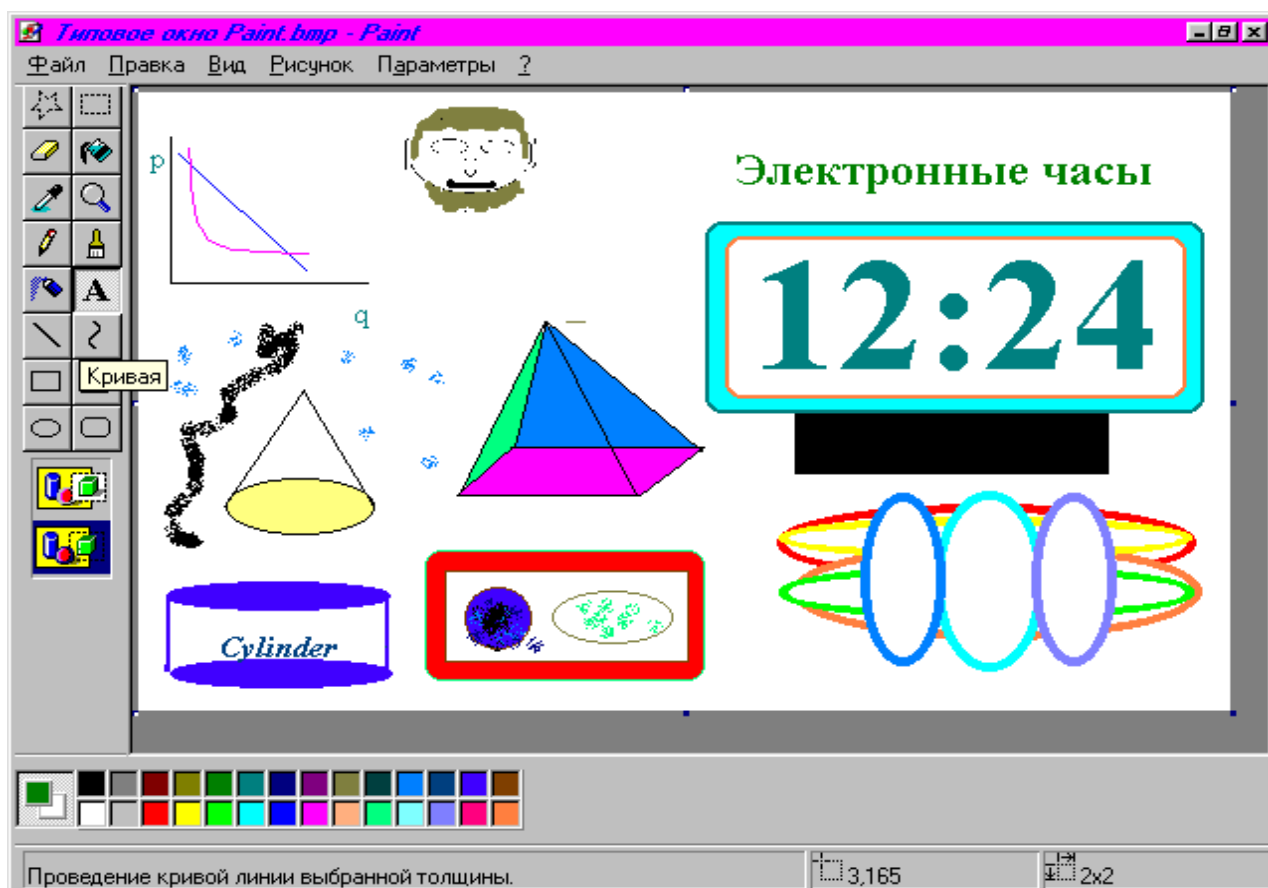 Типовое окно Paint.bmp - Paint
Файл Правка Вид Рисунок Параметры ?
p
Электронные часы
12:24
A
q
Кривая
Cylinder
Проведение кривой линии выбранной толщины.
3,165
2x2